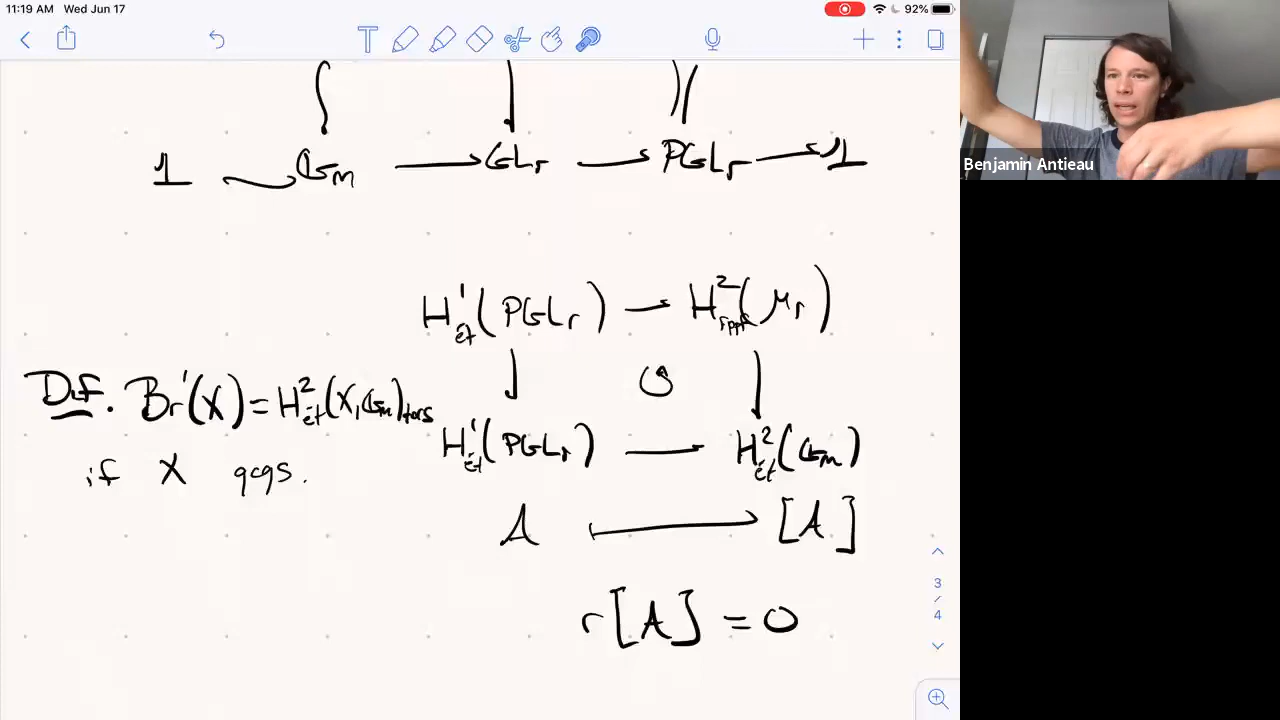 11:19 AM Wed Jun 17
92%
Benjamin Antieau
1 → 𝔾m → GLr → PGLr → 1
H¹ét(PGLr) → H²fppf(μr)
Def. Br'(X) = H²ét(X, 𝔾m)tors
H¹ét(PGLr) → H²ét(𝔾m)
if X qcqs.
A ↦ [A]
r[A] = 0
3
/
4